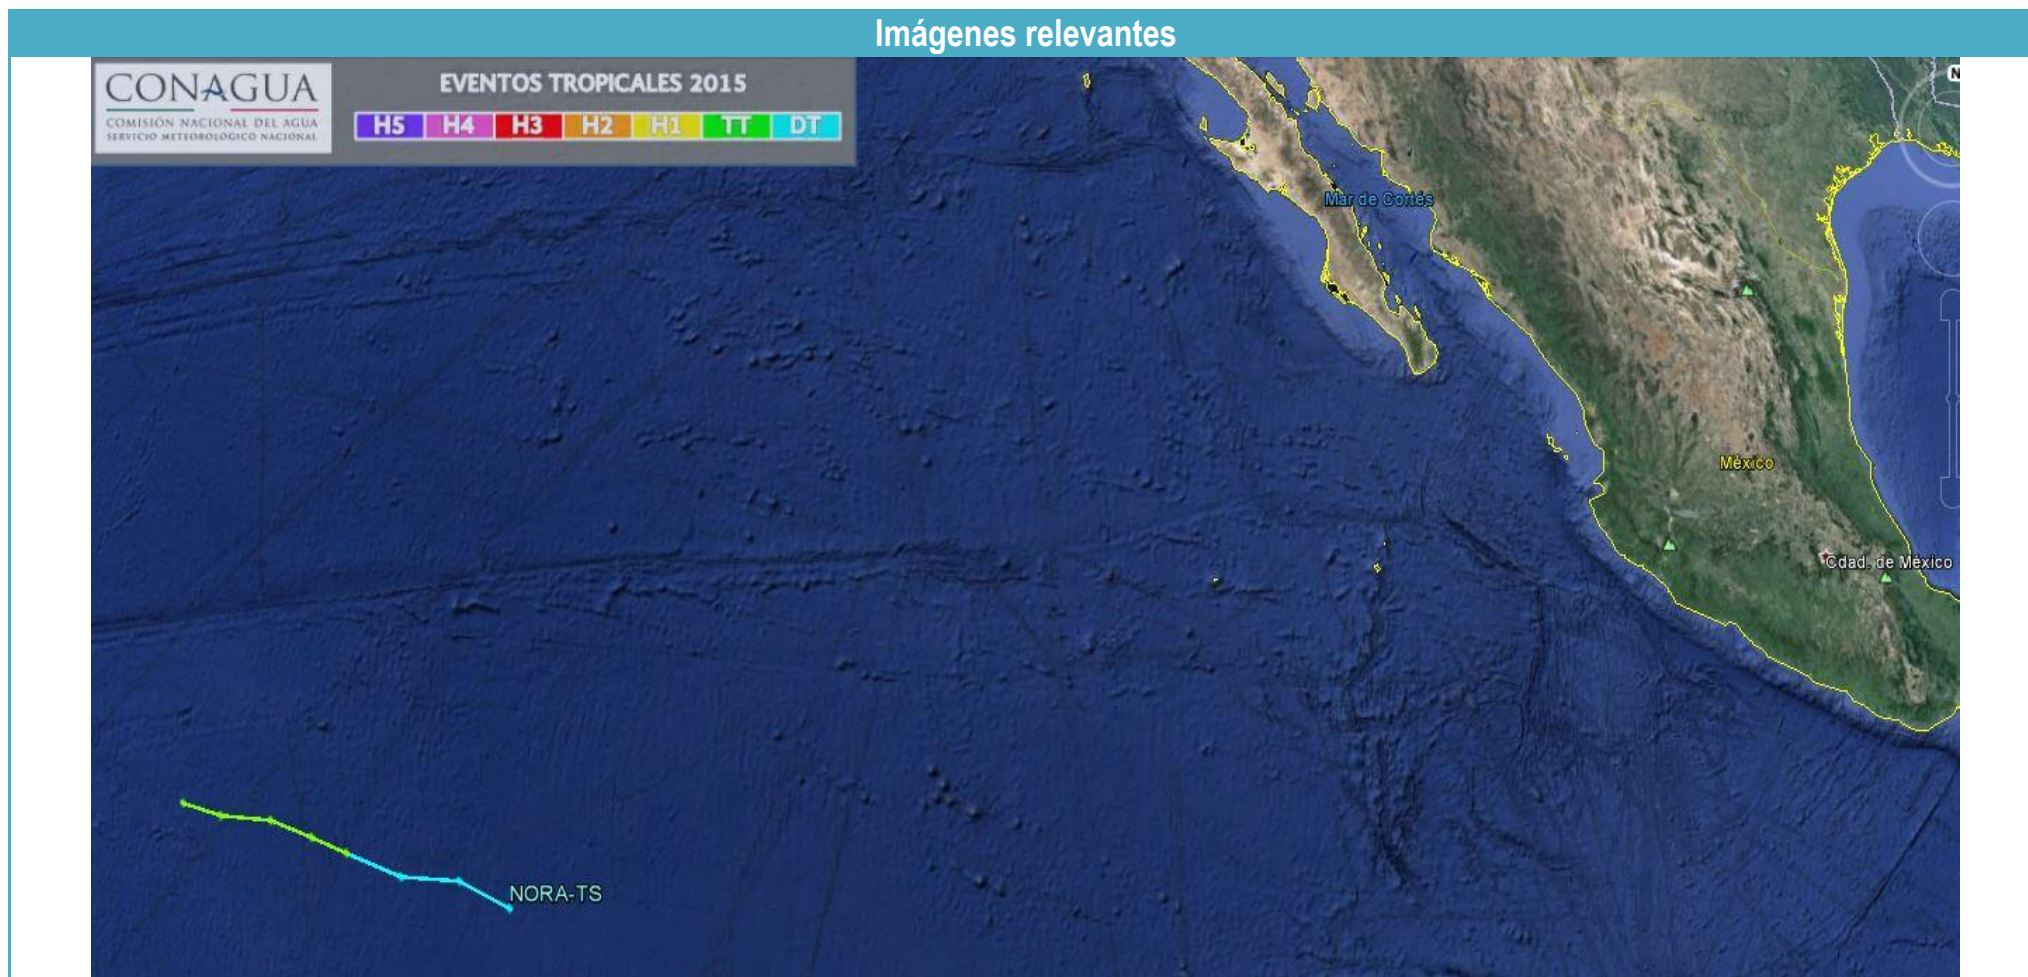 Imágenes relevantes
CONAGUA
COMISIÓN NACIONAL DEL AGUA
SERVICIO METEOROLÓGICO NACIONAL
EVENTOS TROPICALES 2015
H5 H4 H3 H2 H1 TT DT
N
Mar de Cortés
México
Cdad. de México
NORA-TS